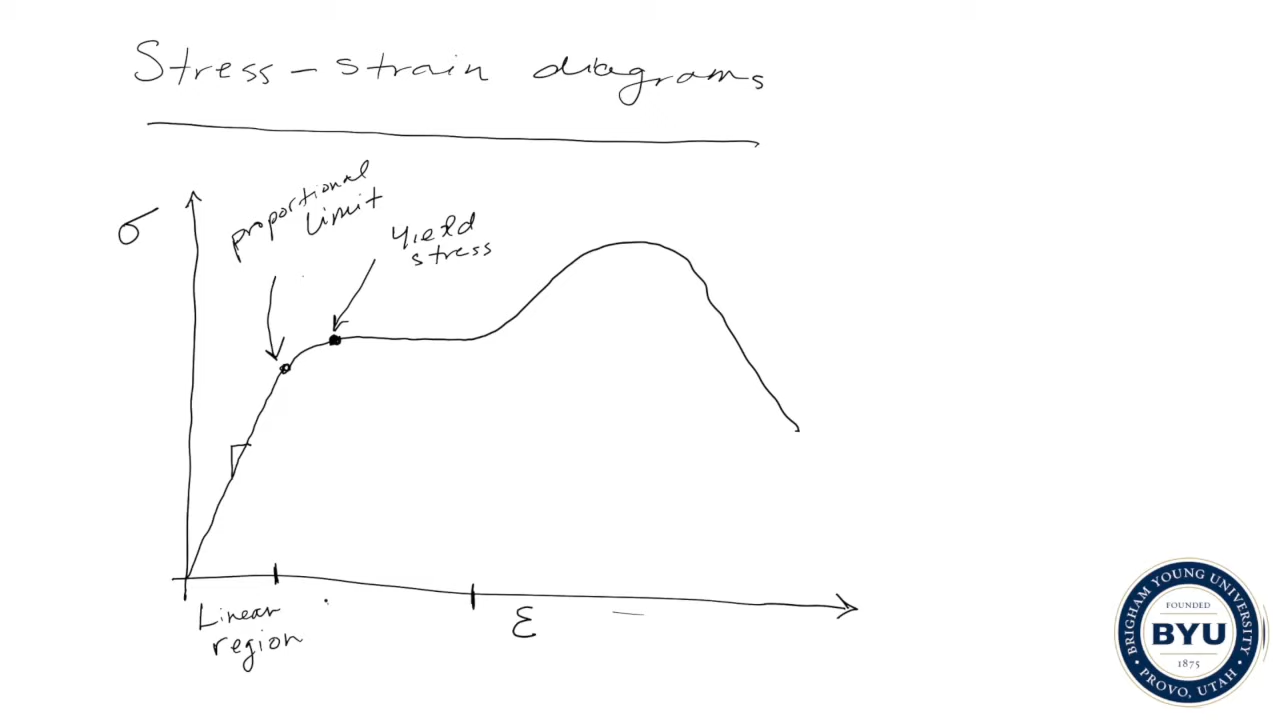 Stress - strain diagrams
σ
proportional
limit
yield
stress
Linear
region
ε
BRIGHAM YOUNG UNIVERSITY
FOUNDED
BYU
1875
PROVO, UTAH